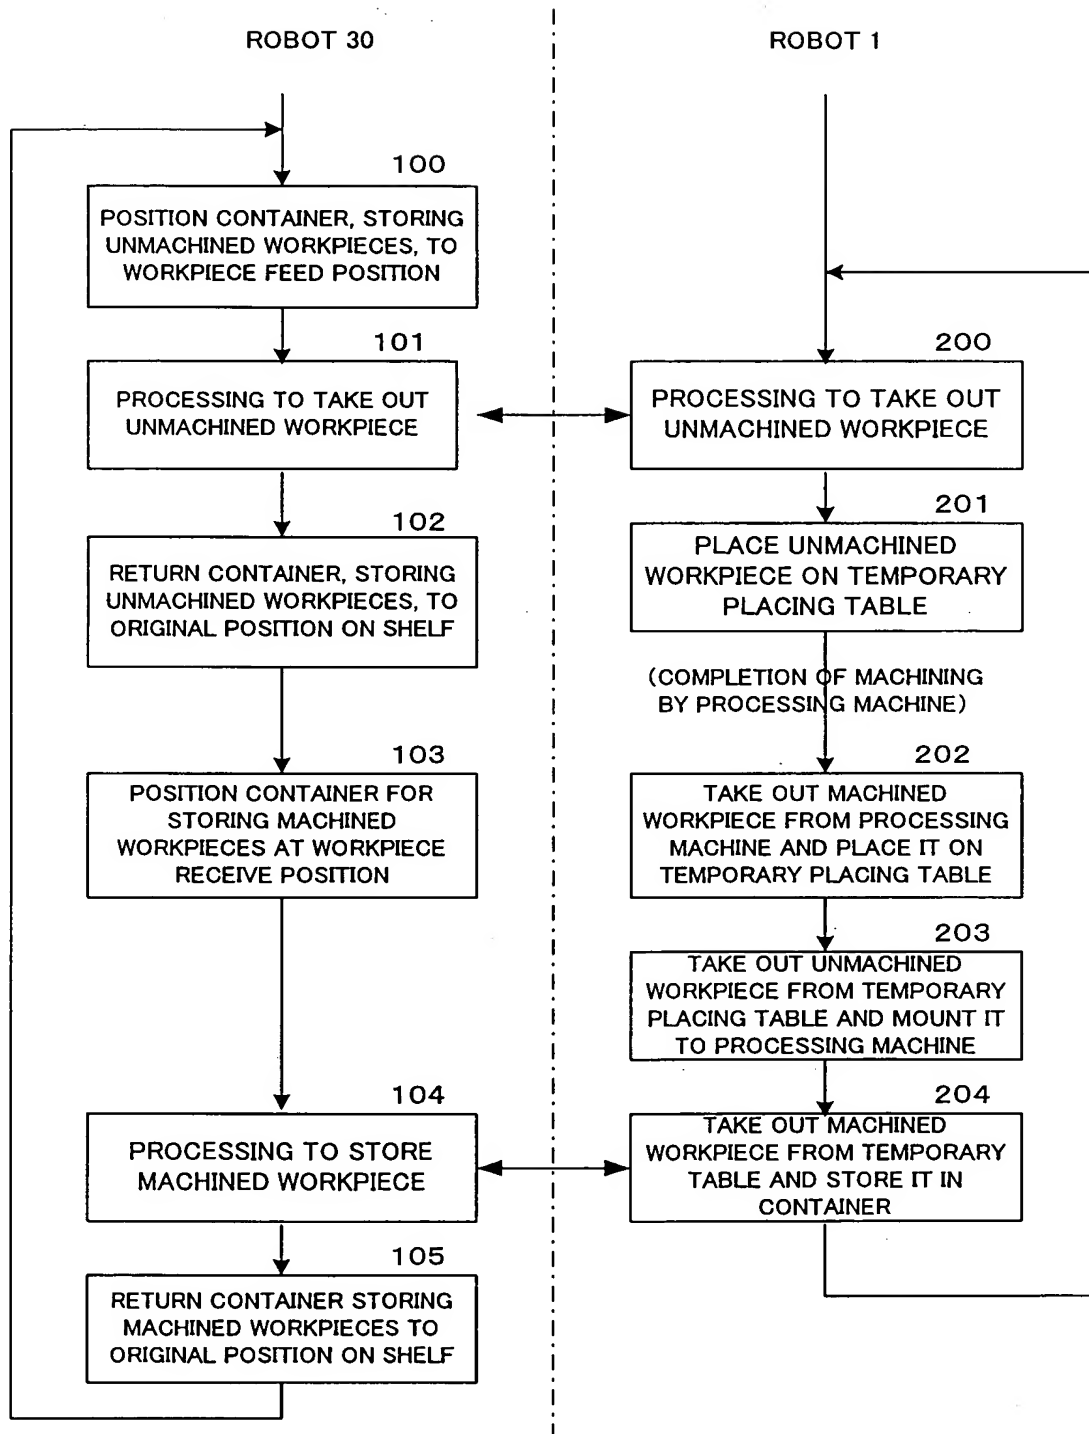 ROBOT 30
100
POSITION CONTAINER, STORING
UNMACHINED WORKPIECES, TO
WORKPIECE FEED POSITION
101
PROCESSING TO TAKE OUT
UNMACHINED WORKPIECE
102
RETURN CONTAINER, STORING
UNMACHINED WORKPIECES, TO
ORIGINAL POSITION ON SHELF
103
POSITION CONTAINER FOR
STORING MACHINED
WORKPIECES AT WORKPIECE
RECEIVE POSITION
104
PROCESSING TO STORE
MACHINED WORKPIECE
105
RETURN CONTAINER STORING
MACHINED WORKPIECES TO
ORIGINAL POSITION ON SHELF
ROBOT 1
200
PROCESSING TO TAKE OUT
UNMACHINED WORKPIECE
201
PLACE UNMACHINED
WORKPIECE ON TEMPORARY
PLACING TABLE
(COMPLETION OF MACHINING
BY PROCESSING MACHINE)
202
TAKE OUT MACHINED
WORKPIECE FROM PROCESSING
MACHINE AND PLACE IT ON
TEMPORARY PLACING TABLE
203
TAKE OUT UNMACHINED
WORKPIECE FROM TEMPORARY
PLACING TABLE AND MOUNT IT
TO PROCESSING MACHINE
204
TAKE OUT MACHINED
WORKPIECE FROM TEMPORARY
TABLE AND STORE IT IN
CONTAINER